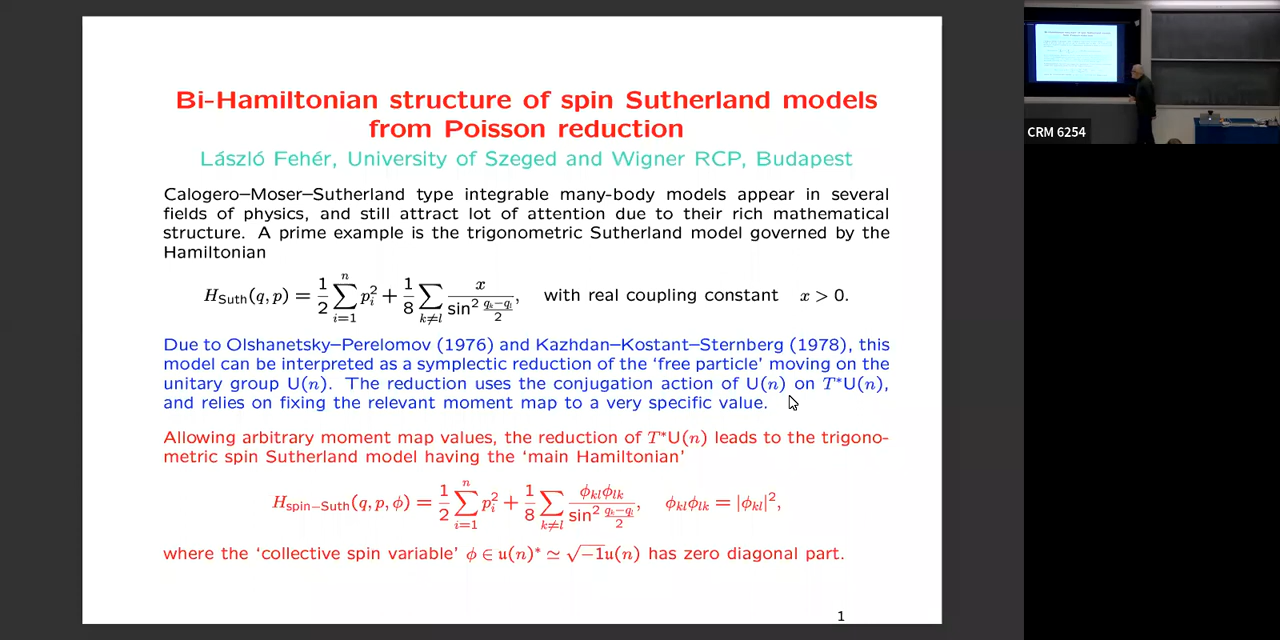 Bi-Hamiltonian structure of spin Sutherland models
from Poisson reduction
László Fehér, University of Szeged and Wigner RCP, Budapest
Calogero–Moser–Sutherland type integrable many-body models appear in several
fields of physics, and still attract lot of attention due to their rich mathematical
structure. A prime example is the trigonometric Sutherland model governed by the
Hamiltonian
H_Suth(q, p) = 1/2 ∑_{i=1}^{n} p_i^2 + 1/8 ∑_{k≠l} x / sin^2 (q_k−q_l)/2, with real coupling constant x > 0.
Due to Olshanetsky–Perelomov (1976) and Kazhdan–Kostant–Sternberg (1978), this
model can be interpreted as a symplectic reduction of the ‘free particle’ moving on the
unitary group U(n). The reduction uses the conjugation action of U(n) on T*U(n),
and relies on fixing the relevant moment map to a very specific value.
Allowing arbitrary moment map values, the reduction of T*U(n) leads to the trigono-
metric spin Sutherland model having the ‘main Hamiltonian’
H_spin−Suth(q, p, ϕ) = 1/2 ∑_{i=1}^{n} p_i^2 + 1/8 ∑_{k≠l} ϕ_kl ϕ_lk / sin^2 (q_k−q_l)/2, ϕ_kl ϕ_lk = |ϕ_kl|^2,
where the ‘collective spin variable’ ϕ ∈ 𝔲(n)* ≃ √−1𝔲(n) has zero diagonal part.
1
CRM 6254